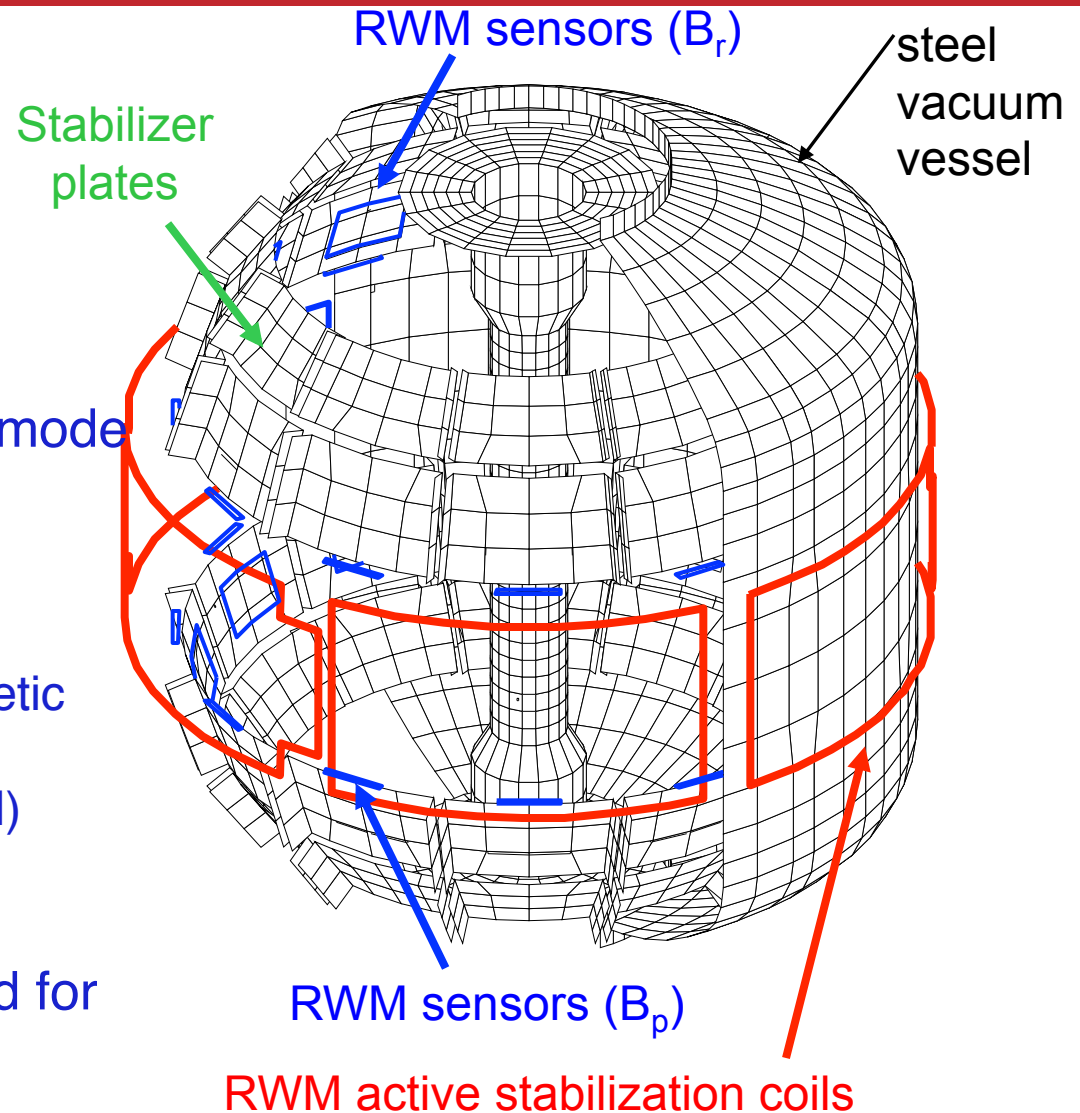 RWM sensors (Br)
steel
vacuum
vessel
Stabilizer
plates
mode
etic
l)
d for
RWM sensors (Bp)
RWM active stabilization coils